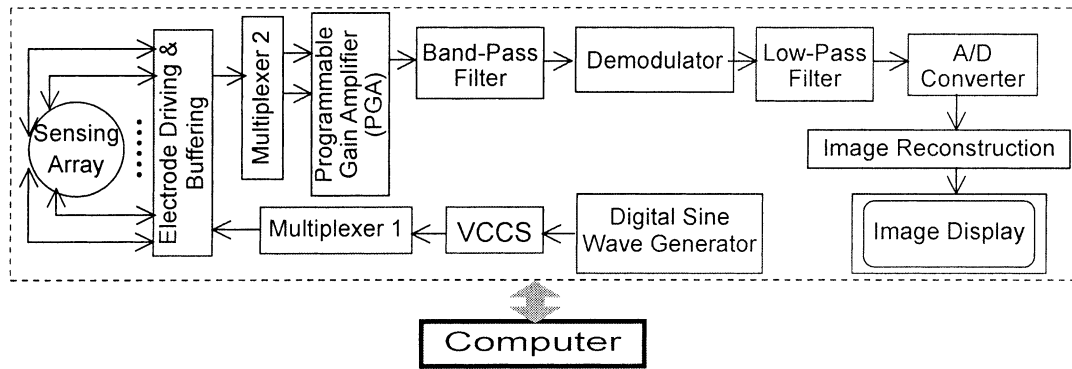 Sensing
Array
Electrode Driving &
Buffering
Multiplexer 2
Programmable
Gain Amplifier
(PGA)
Band-Pass
Filter
Demodulator
Low-Pass
Filter
A/D
Converter
Image Reconstruction
Image Display
Digital Sine
Wave Generator
VCCS
Multiplexer 1
Computer